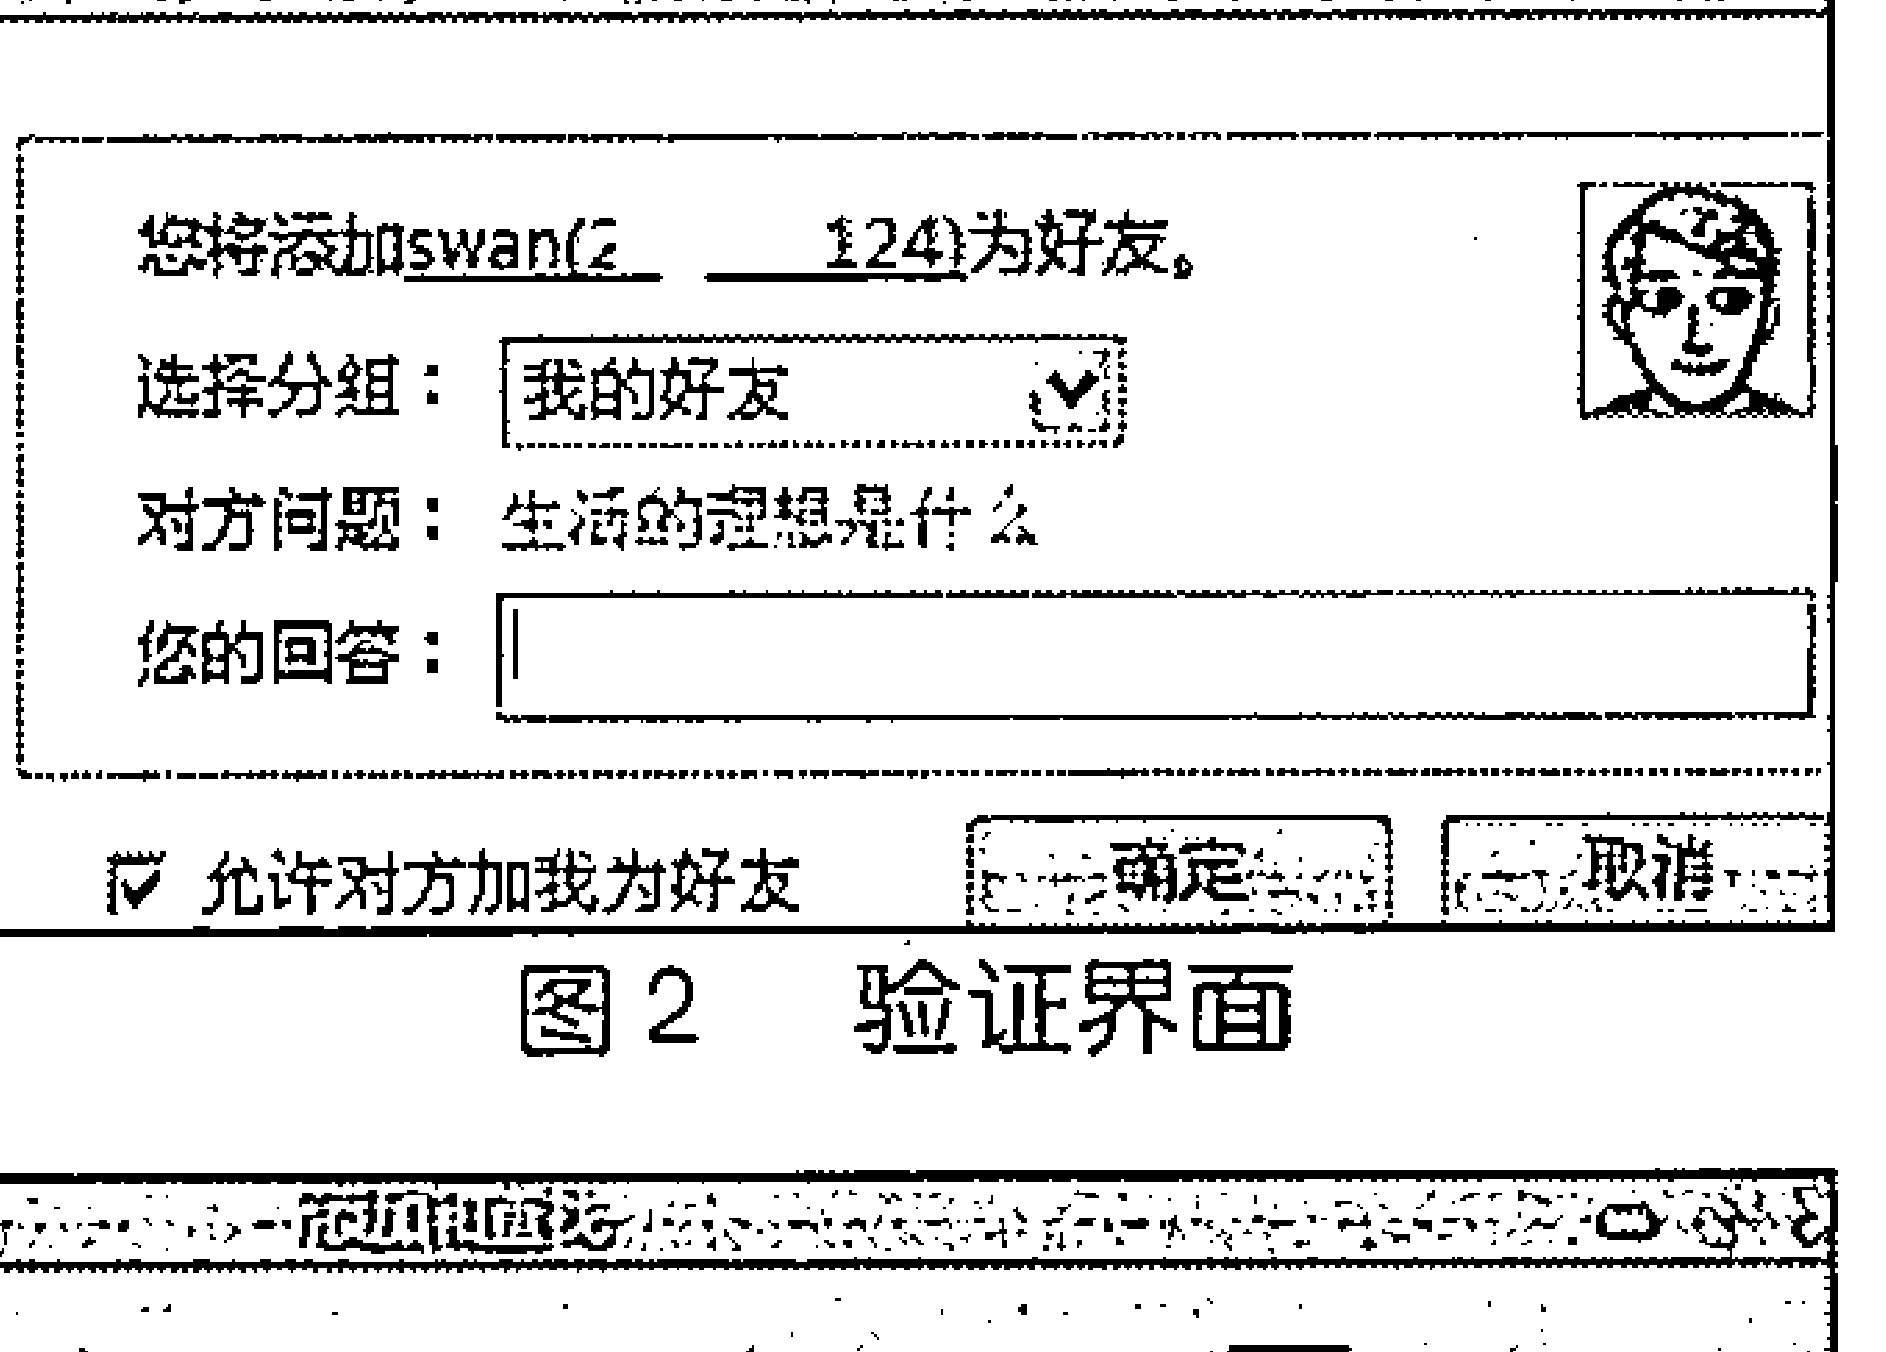 您将添加swan(2 124)为好友。
选择分组： 我的好友
对方问题： 生活的理想是什么
您的回答：
允许对方加我为好友 确定 取消
图2 验证界面